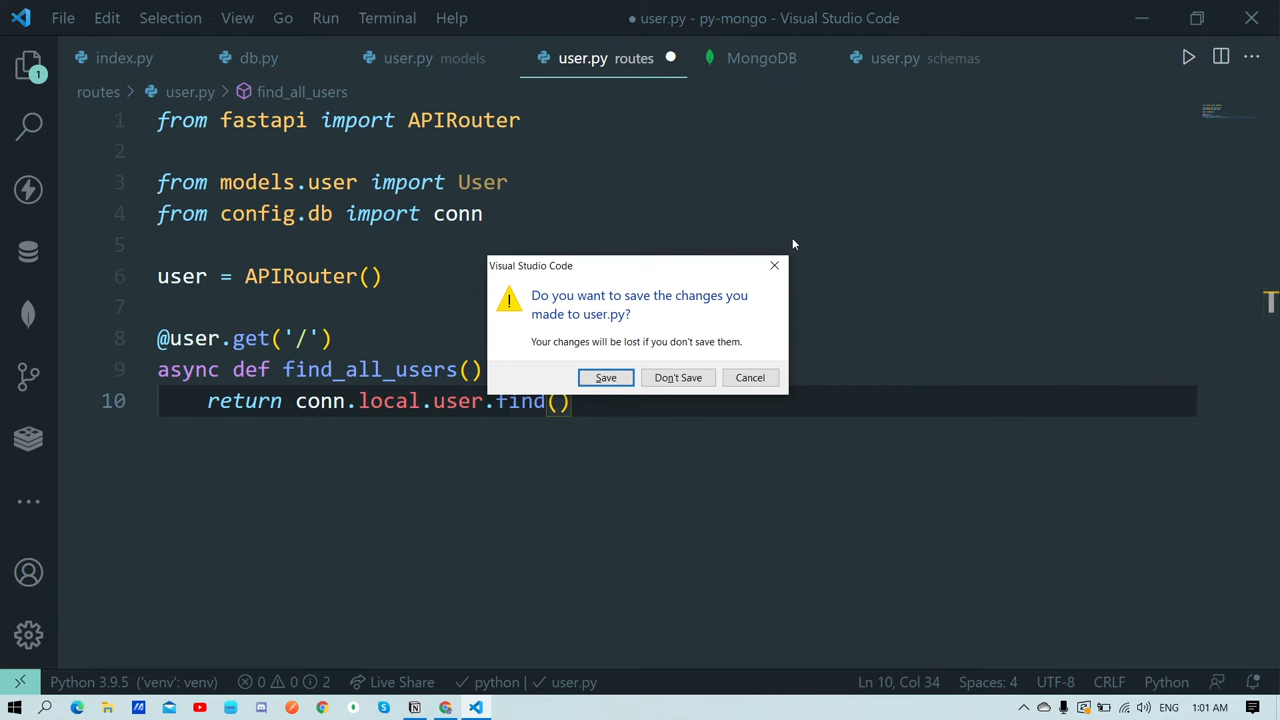 File Edit Selection View Go Run Terminal Help
● user.py - py-mongo - Visual Studio Code
index.py db.py user.py models user.py routes MongoDB user.py schemas
routes > user.py > find_all_users
1 from fastapi import APIRouter
2
3 from models.user import User
4 from config.db import conn
5
6 user = APIRouter()
7
8 @user.get('/')
9 async def find_all_users()
10 return conn.local.user.find()
Visual Studio Code
Do you want to save the changes you
made to user.py?
Your changes will be lost if you don't save them.
Save Don't Save Cancel
1
Python 3.9.5 ('venv': venv) 0 0 2 Live Share ✓ python | ✓ user.py Ln 10, Col 34 Spaces: 4 UTF-8 CRLF Python
ENG 1:01 AM